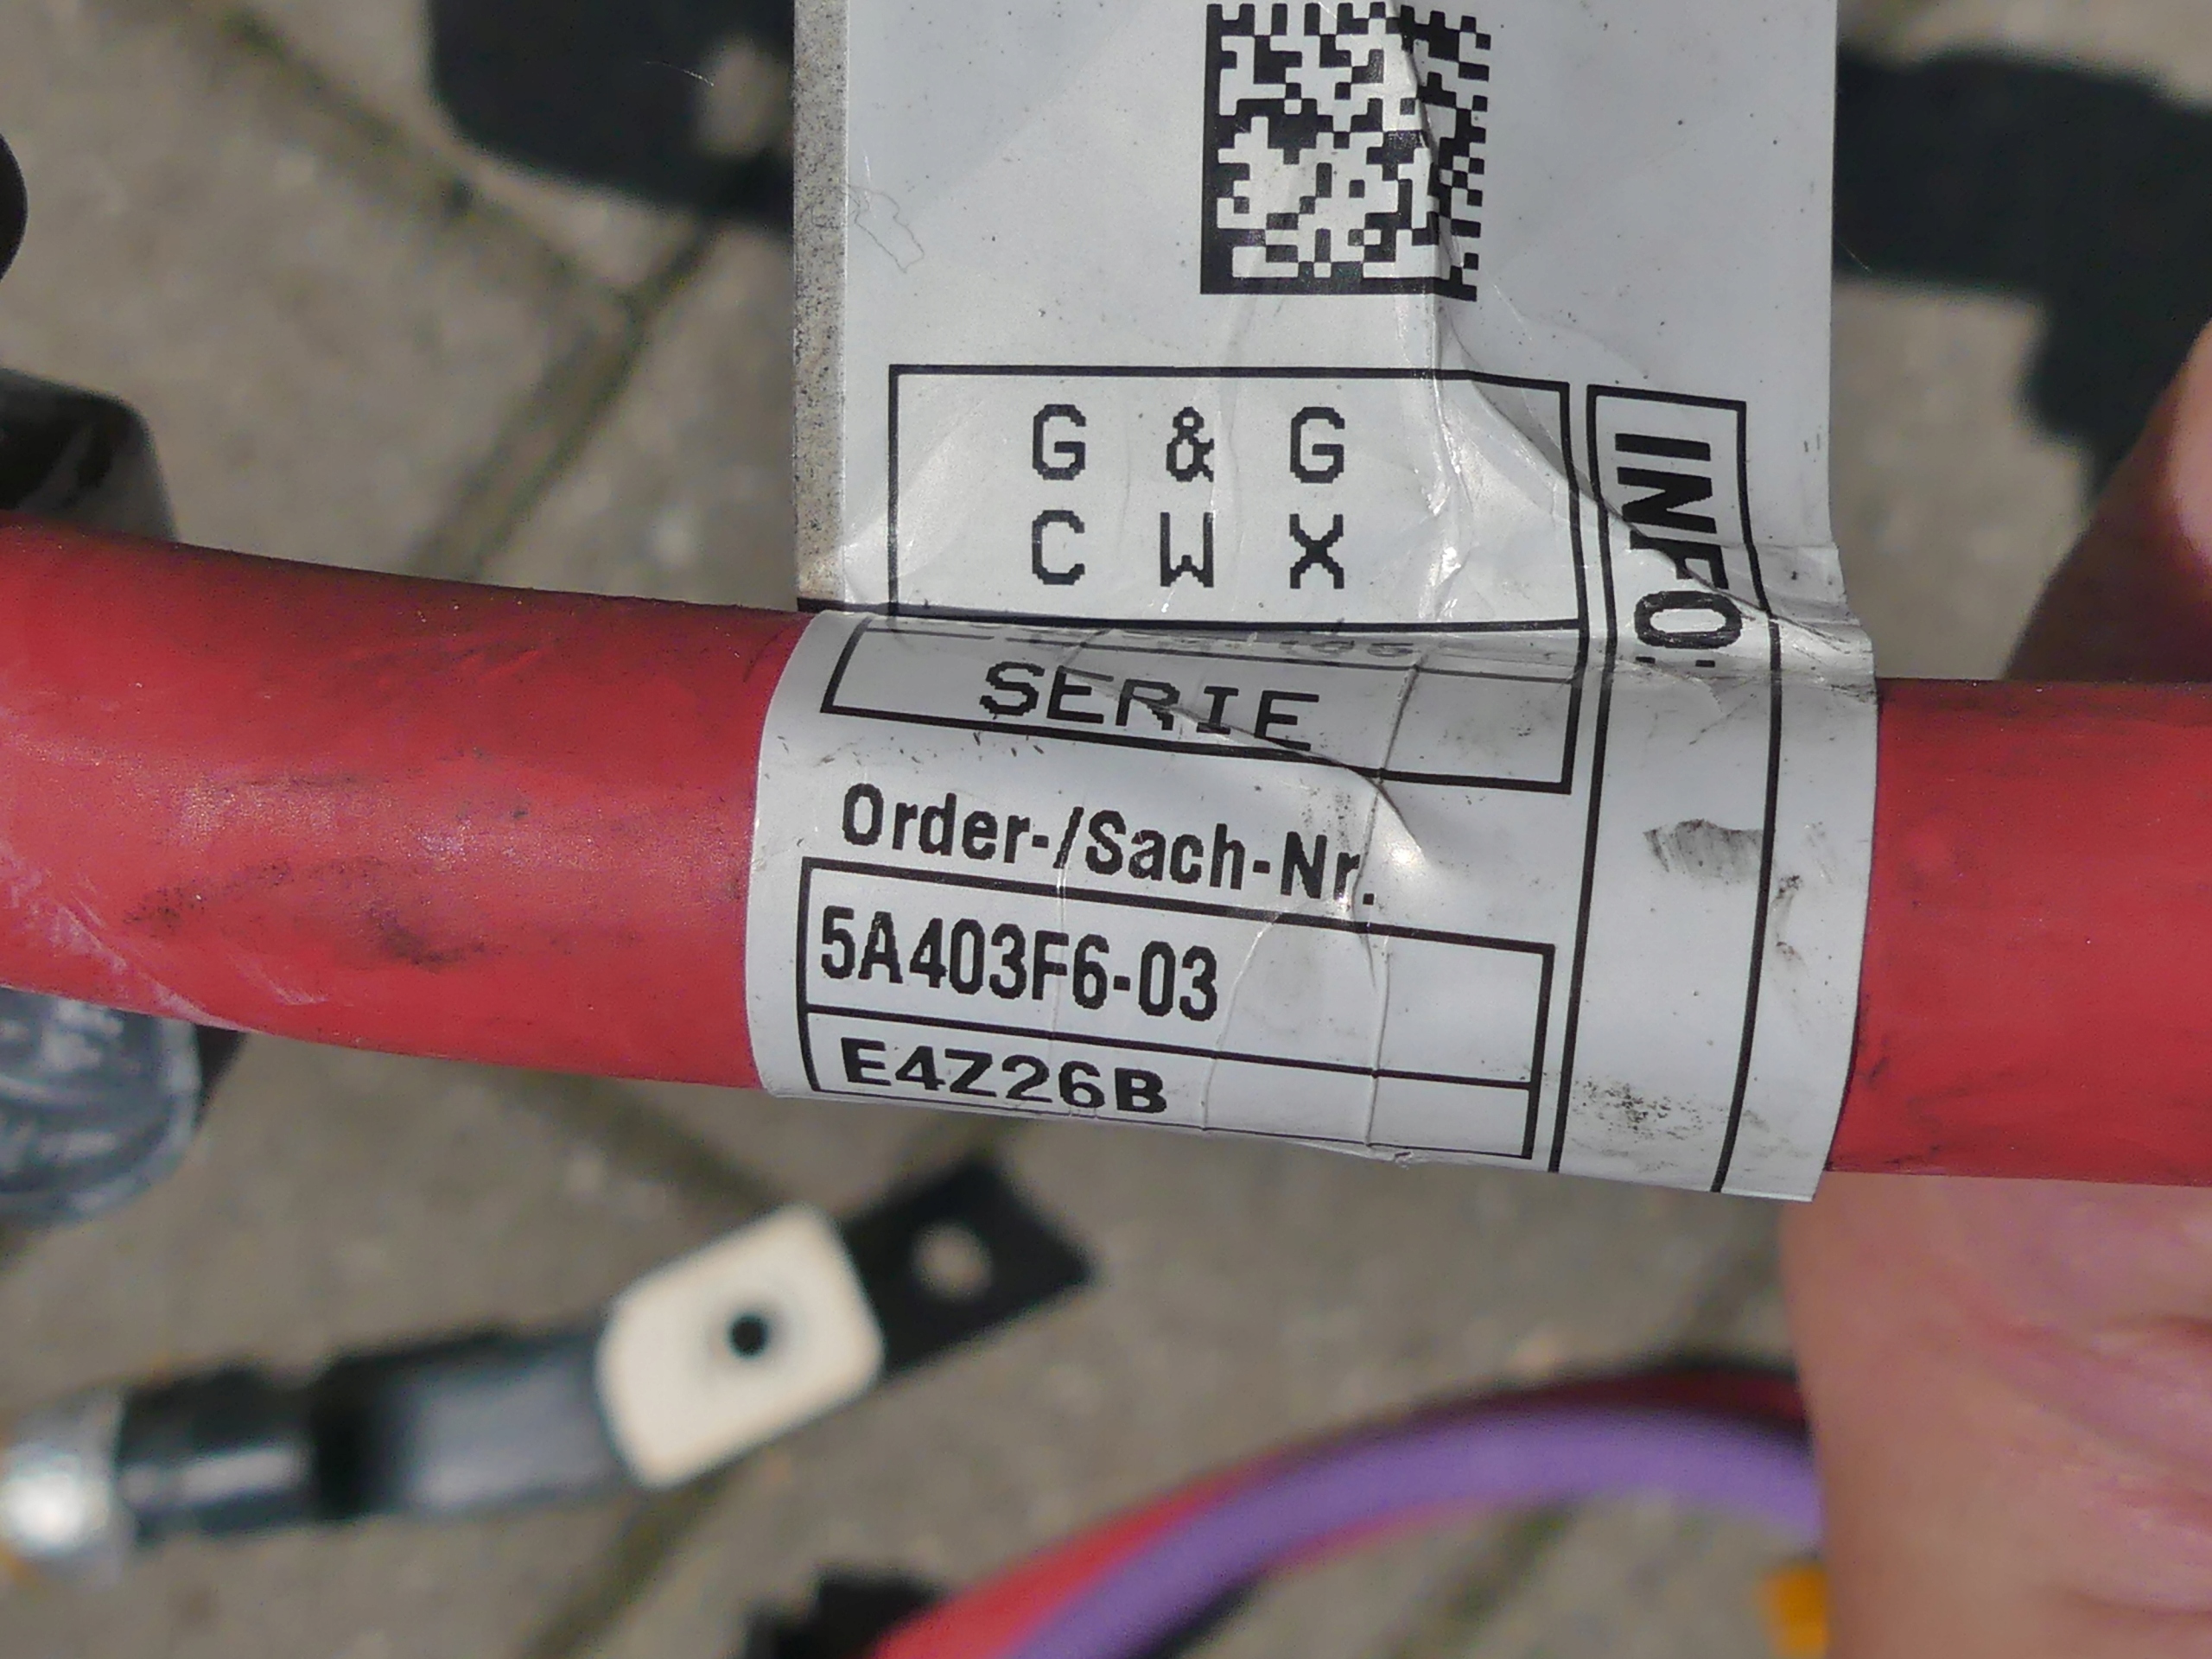 G & G
C W X
SERIE
INFO:
Order-/Sach-Nr.
5A403F6-03
E4Z26B